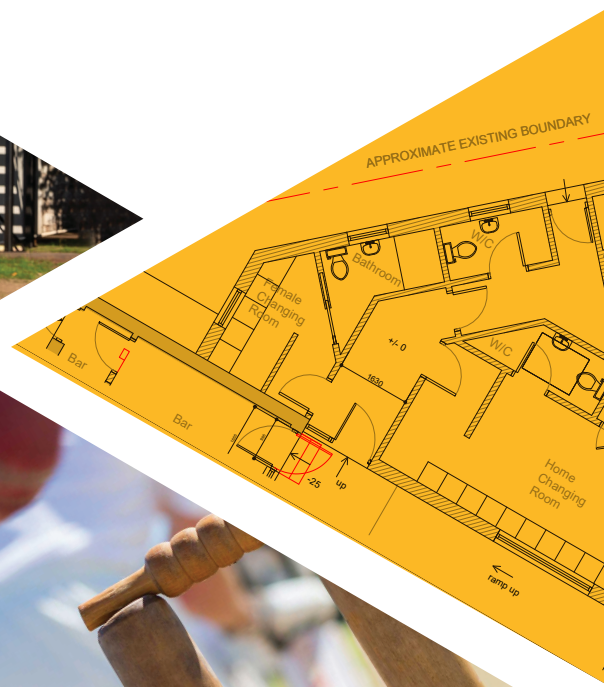 APPROXIMATE EXISTING BOUNDARY
W/C
Bathroom
Female
Changing
Room
+/- 0
W/C
1630
Bar
Bar
-25
up
Home
Changing
Room
ramp up